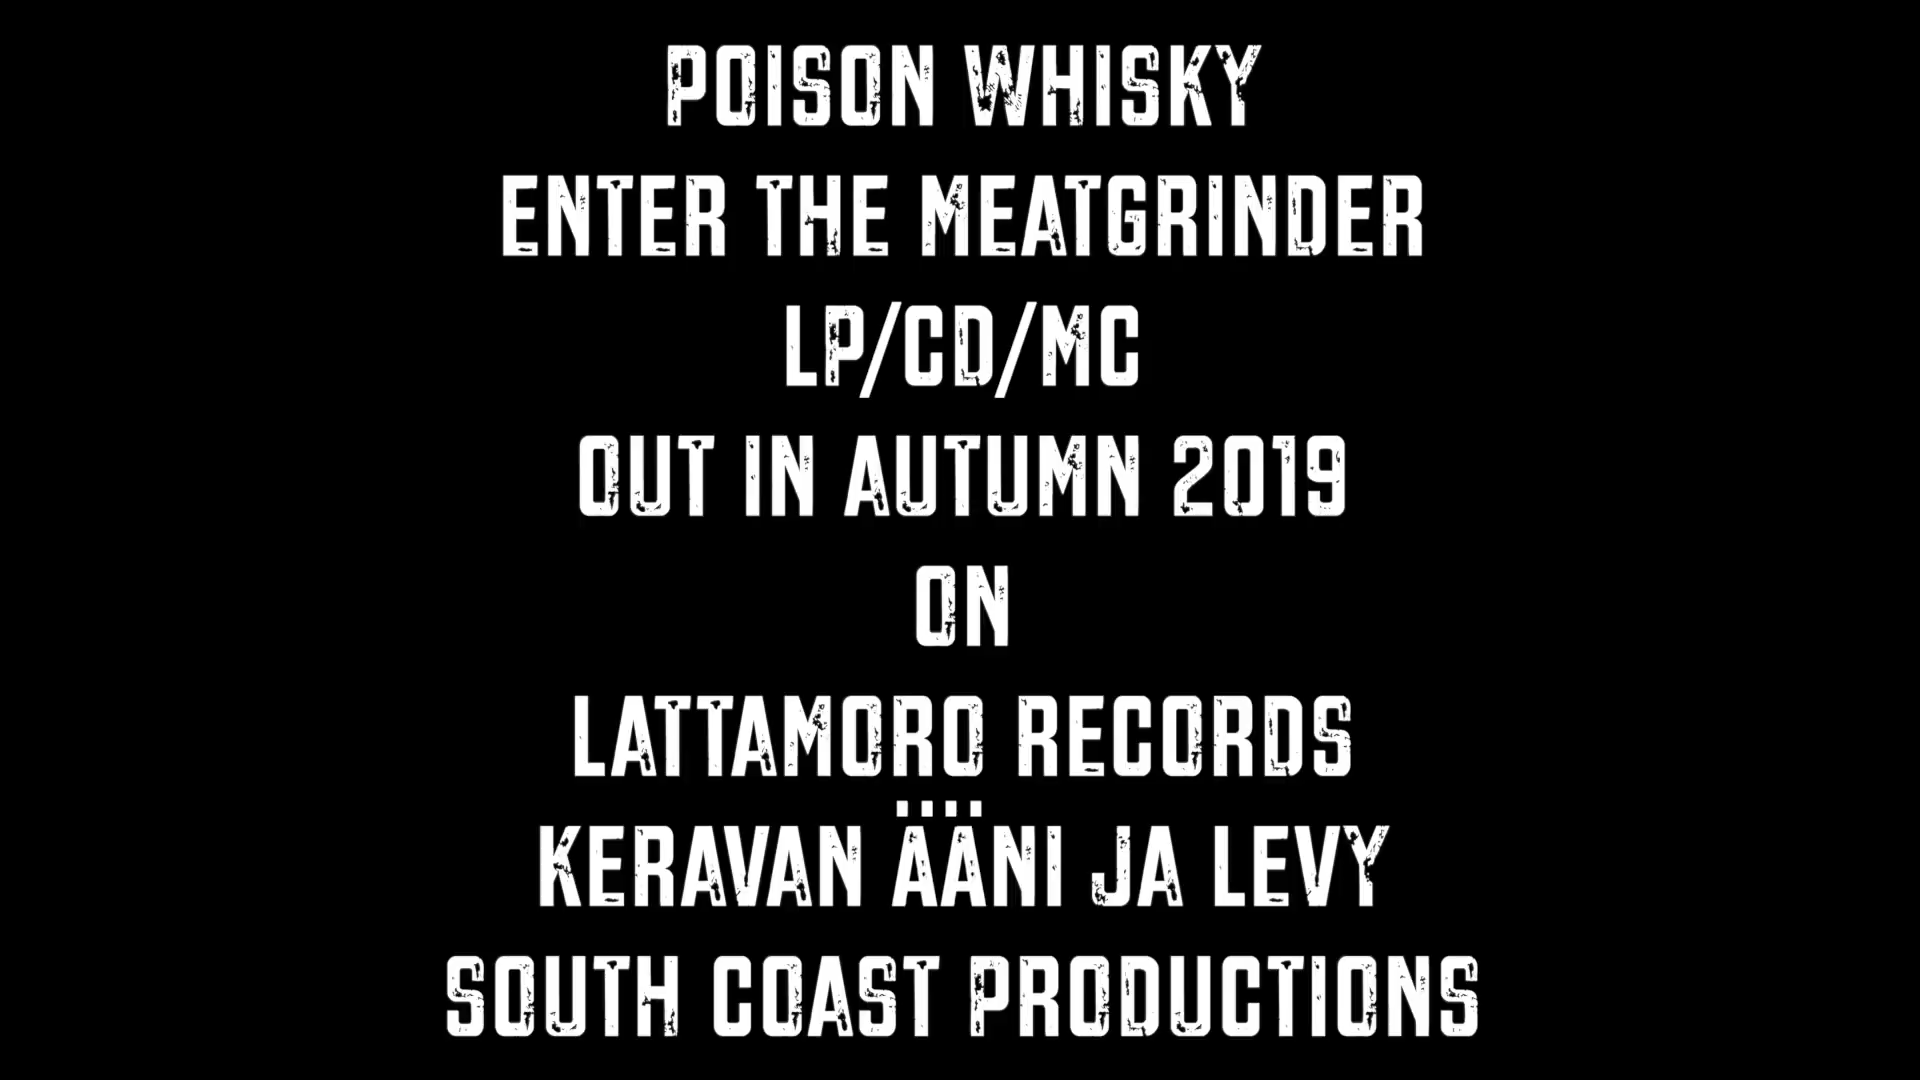 POISON WHISKY
ENTER THE MEATGRINDER
LP/CD/MC
OUT IN AUTUMN 2019
ON
LATTAMORO RECORDS
KERAVAN ÄÄNI JA LEVY
SOUTH COAST PRODUCTIONS